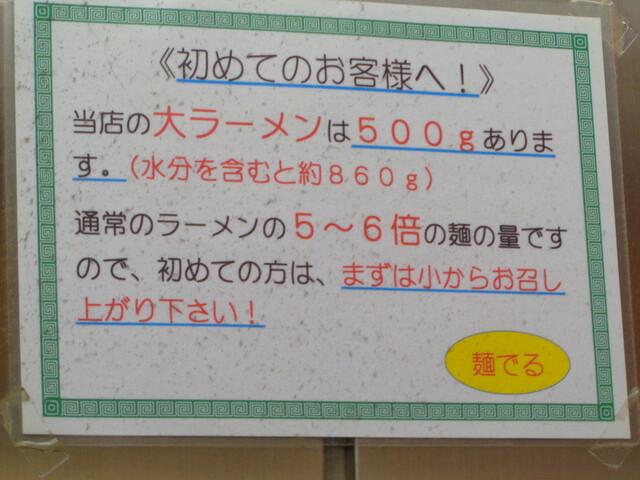 《初めてのお客様へ！》
当店の大ラーメンは５００ｇありま
す。（水分を含むと約８６０ｇ）
通常のラーメンの５～６倍の麺の量です
ので、初めての方は、まずは小からお召し
上がり下さい！
麺でる